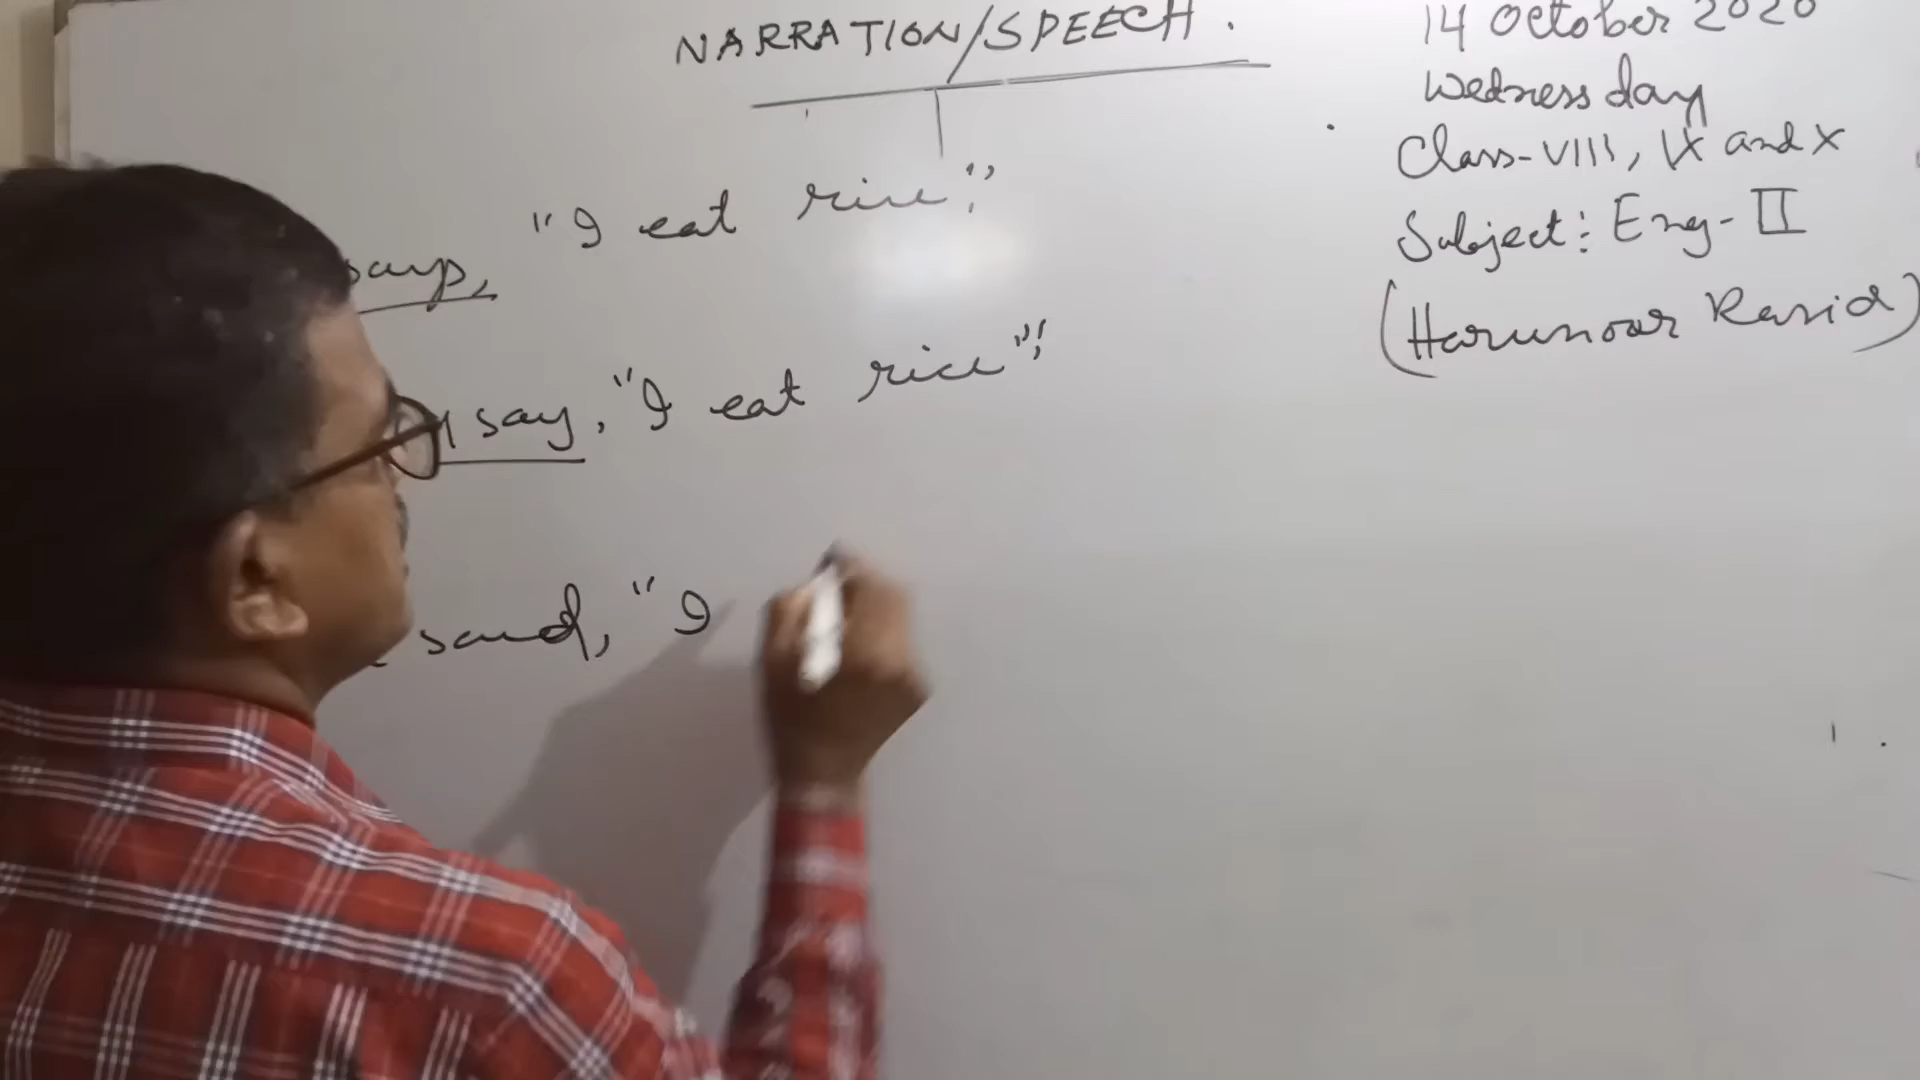 NARRATION/SPEECH.
14 October 2020
Wednessday
Class-VIII, IX and X
Subject: Eng-II
(Harunoar Rasid)
says, "I eat rice".
say, "I eat rice".
said, "I